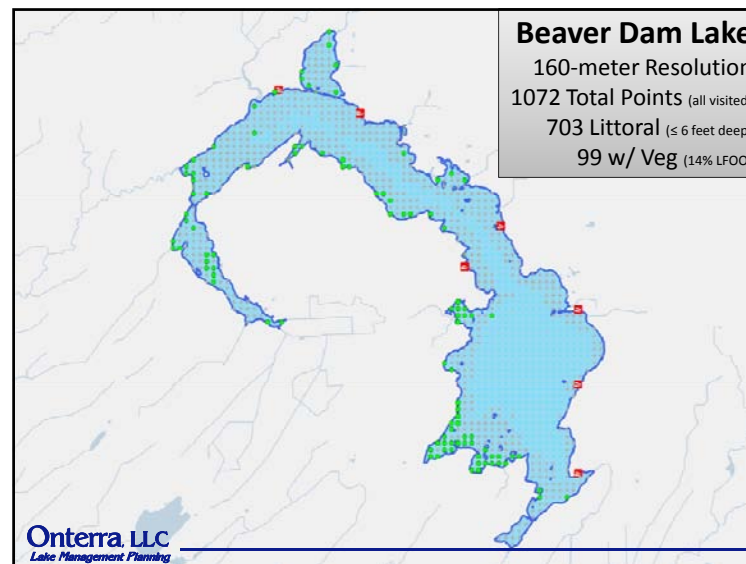 Beaver Dam Lake
160-meter Resolution
1072 Total Points (all visited
703 Littoral (≤ 6 feet deep
99 w/ Veg (14% LFOO
Onterra, LLC
Lake Management Planning